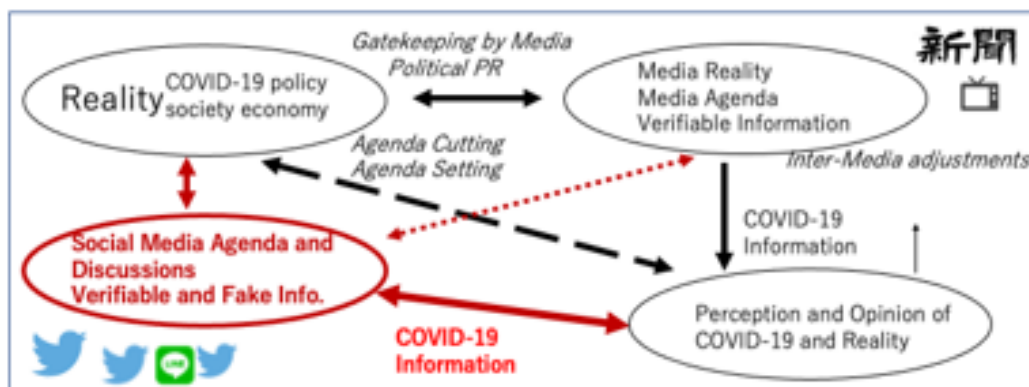 Gatekeeping by Media
Political PR
新聞
Reality
COVID-19 policy
society economy
Media Reality
Media Agenda
Verifiable Information
Agenda Cutting
Agenda Setting
Inter-Media adjustments
Social Media Agenda and
Discussions
Verifiable and Fake Info.
COVID-19
Information
Perception and Opinion of
COVID-19 and Reality
COVID-19
Information
LINE